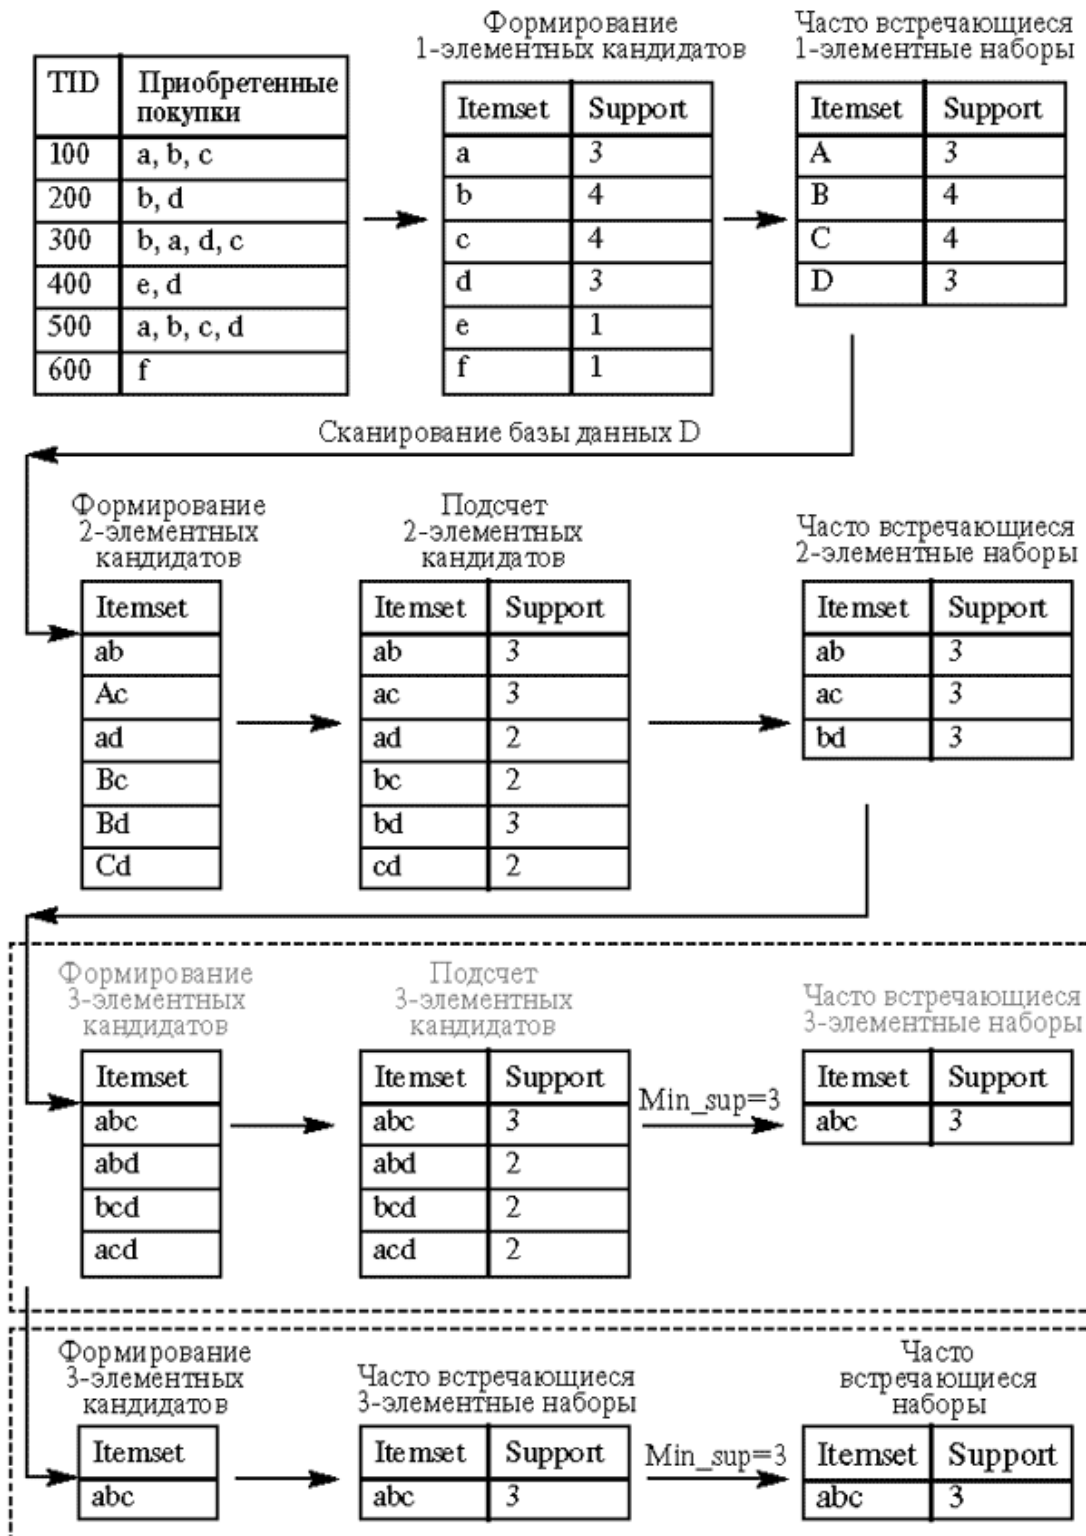 Формирование
1-элементных кандидатов
Часто встречающиеся
1-элементные наборы
TID Приобретенные
покупки
100 a, b, c
200 b, d
300 b, a, d, c
400 e, d
500 a, b, c, d
600 f
Itemset Support
a 3
b 4
c 4
d 3
e 1
f 1
Itemset Support
A 3
B 4
C 4
D 3
Сканирование базы данных D
Формирование
2-элементных
кандидатов
Itemset
ab
Ac
ad
Bc
Bd
Cd
Подсчет
2-элементных
кандидатов
Itemset Support
ab 3
ac 3
ad 2
bc 2
bd 3
cd 2
Часто встречающиеся
2-элементные наборы
Itemset Support
ab 3
ac 3
bd 3
Формирование
3-элементных
кандидатов
Itemset
abc
abd
bcd
acd
Подсчет
3-элементных
кандидатов
Itemset Support
abc 3
abd 2
bcd 2
acd 2
Min_sup=3
Часто встречающиеся
3-элементные наборы
Itemset Support
abc 3
Формирование
3-элементных
кандидатов
Itemset
abc
Часто встречающиеся
3-элементные наборы
Itemset Support
abc 3
Min_sup=3
Часто
встречающиеся
наборы
Itemset Support
abc 3